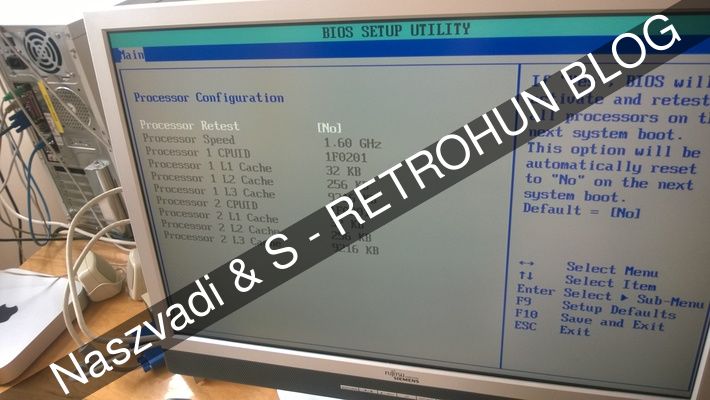 BIOS SETUP UTILITY
Main
Processor Configuration
Processor Retest [No]
Processor Speed 1.60 GHz
Processor 1 CPUID 1F0201
Processor 1 L1 Cache 32 KB
Processor 1 L2 Cache 256
Processor 1 L3 Cache
Processor 2 CPUID
Processor 2 L1 Cache KB
Processor 2 L2 Cache 256 KB
Processor 2 L3 9216 KB
BIOS will
and retest
processors on
next system boot.
This option will be
automatically reset
to "No" on the next
system boot.
Default = [No]
↔ Select Menu
↑↓ Select Item
Enter Select ▶ Sub-Menu
F9 Setup Defaults
F10 Save and Exit
ESC Exit
Naszvadi & S - RETROHUN BLOG
FUJITSU
SIEMENS